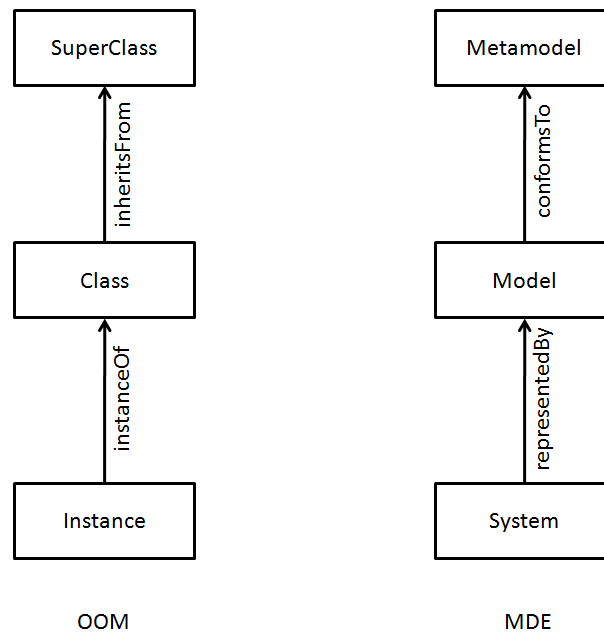 SuperClass
inheritsFrom
Class
instanceOf
Instance
OOM
Metamodel
conformsTo
Model
representedBy
System
MDE